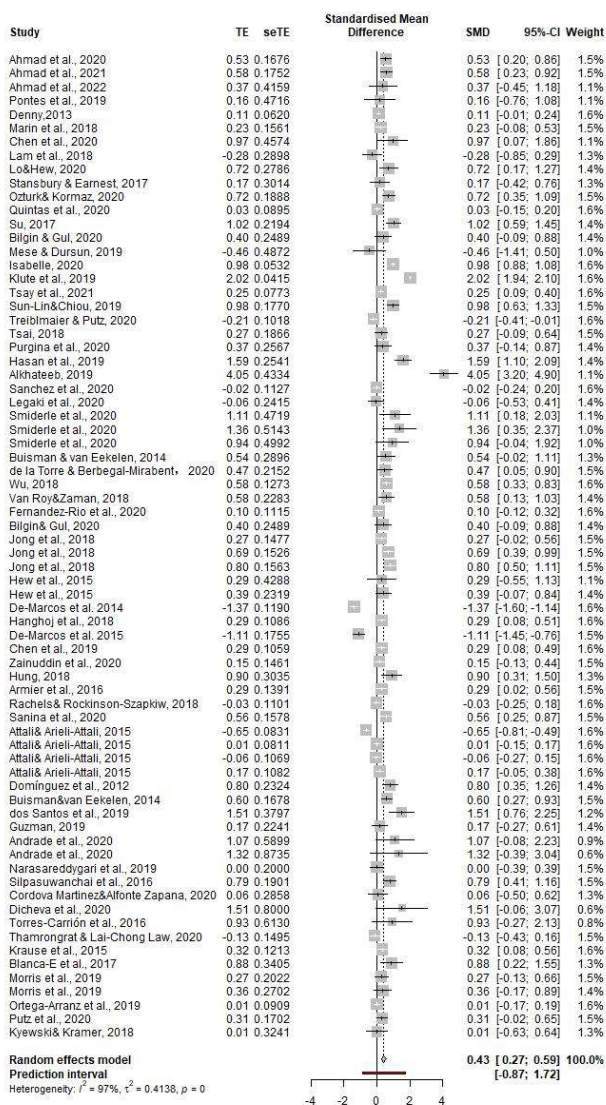 Standardised Mean
Study TE seTE Difference SMD 95%-CI Weight
Ahmad et al., 2020 0.53 0.1676 0.53 [ 0.20; 0.86] 1.5%
Ahmad et al., 2021 0.58 0.1752 0.58 [ 0.23; 0.92] 1.5%
Ahmad et al., 2022 0.37 0.4159 0.37 [-0.45; 1.18] 1.2%
Pontes et al., 2019 0.16 0.4716 0.16 [-0.76; 1.08] 1.1%
Denny,2013 0.11 0.0620 0.11 [-0.01; 0.24] 1.6%
Marin et al., 2018 0.23 0.1561 0.23 [-0.08; 0.53] 1.5%
Chen et al., 2020 0.97 0.4574 0.97 [ 0.07; 1.86] 1.1%
Lam et al., 2018 -0.28 0.2898 -0.28 [-0.85; 0.29] 1.4%
Lo&Hew, 2020 0.72 0.2786 0.72 [ 0.17; 1.27] 1.4%
Stansbury & Earnest, 2017 0.17 0.3014 0.17 [-0.42; 0.76] 1.4%
Ozturk& Kormaz, 2020 0.72 0.1888 0.72 [ 0.35; 1.09] 1.5%
Quintas et al., 2020 0.03 0.0895 0.03 [-0.15; 0.20] 1.6%
Su, 2017 1.02 0.2194 1.02 [ 0.59; 1.45] 1.5%
Bilgin & Gul, 2020 0.40 0.2489 0.40 [-0.09; 0.88] 1.4%
Mese & Dursun, 2019 -0.46 0.4872 -0.46 [-1.41; 0.50] 1.1%
Isabelle, 2020 0.98 0.0532 0.98 [ 0.88; 1.08] 1.6%
Klute et al., 2019 2.02 0.0415 2.02 [ 1.94; 2.10] 1.6%
Tsay et al., 2021 0.25 0.0773 0.25 [ 0.09; 0.40] 1.6%
Sun-Lin&Chiou, 2019 0.98 0.1770 0.98 [ 0.63; 1.33] 1.5%
Treiblmaier & Putz, 2020 -0.21 0.1018 -0.21 [-0.41; -0.01] 1.6%
Tsai, 2018 0.27 0.1866 0.27 [-0.09; 0.64] 1.5%
Purgina et al., 2020 0.37 0.2567 0.37 [-0.14; 0.87] 1.4%
Hasan et al., 2019 1.59 0.2541 1.59 [ 1.10; 2.09] 1.4%
Alkhateeb, 2019 4.05 0.4334 4.05 [ 3.20; 4.90] 1.2%
Sanchez et al., 2020 -0.02 0.1127 -0.02 [-0.24; 0.20] 1.6%
Legaki et al., 2020 -0.06 0.2415 -0.06 [-0.53; 0.41] 1.4%
Smiderle et al., 2020 1.11 0.4719 1.11 [ 0.18; 2.03] 1.1%
Smiderle et al., 2020 1.36 0.5143 1.36 [ 0.35; 2.37] 1.0%
Smiderle et al., 2020 0.94 0.4992 0.94 [-0.04; 1.92] 1.1%
Buisman & van Eekelen, 2014 0.54 0.2896 0.54 [-0.02; 1.11] 1.4%
de la Torre & Berbegal-Mirabent, 2020 0.47 0.2152 0.47 [ 0.05; 0.90] 1.5%
Wu, 2018 0.58 0.1273 0.58 [ 0.33; 0.83] 1.6%
Van Roy&Zaman, 2018 0.58 0.2283 0.58 [ 0.13; 1.03] 1.5%
Fernandez-Rio et al., 2020 0.10 0.1115 0.10 [-0.12; 0.32] 1.6%
Bilgin& Gul, 2020 0.40 0.2489 0.40 [-0.09; 0.88] 1.4%
Jong et al., 2018 0.27 0.1477 0.27 [-0.02; 0.56] 1.5%
Jong et al., 2018 0.69 0.1526 0.69 [ 0.39; 0.99] 1.5%
Jong et al., 2018 0.80 0.1563 0.80 [ 0.50; 1.11] 1.5%
Hew et al., 2015 0.29 0.4288 0.29 [-0.55; 1.13] 1.2%
Hew et al., 2015 0.39 0.2319 0.39 [-0.07; 0.84] 1.4%
De-Marcos et al. 2014 -1.37 0.1190 -1.37 [-1.60; -1.14] 1.6%
Hanghoj et al., 2018 0.29 0.1086 0.29 [ 0.08; 0.51] 1.6%
De-Marcos et al. 2015 -1.11 0.1755 -1.11 [-1.45; -0.76] 1.5%
Chen et al., 2019 0.29 0.1059 0.29 [ 0.08; 0.49] 1.6%
Zainuddin et al., 2020 0.15 0.1461 0.15 [-0.13; 0.44] 1.5%
Hung, 2018 0.90 0.3035 0.90 [ 0.31; 1.50] 1.4%
Armier et al., 2016 0.29 0.1391 0.29 [ 0.02; 0.56] 1.6%
Rachels& Rockinson-Szapkiw, 2018 -0.03 0.1101 -0.03 [-0.25; 0.18] 1.6%
Sanina et al., 2020 0.56 0.1578 0.56 [ 0.25; 0.87] 1.5%
Attali& Arieli-Attali, 2015 -0.65 0.0831 -0.65 [-0.81; -0.49] 1.6%
Attali& Arieli-Attali, 2015 0.01 0.0811 0.01 [-0.15; 0.17] 1.6%
Attali& Arieli-Attali, 2015 -0.06 0.1069 -0.06 [-0.27; 0.15] 1.6%
Attali& Arieli-Attali, 2015 0.17 0.1082 0.17 [-0.05; 0.38] 1.6%
Domínguez et al., 2012 0.80 0.2324 0.80 [ 0.35; 1.26] 1.4%
Buisman&van Eekelen, 2014 0.60 0.1678 0.60 [ 0.27; 0.93] 1.5%
dos Santos et al., 2019 1.51 0.3797 1.51 [ 0.76; 2.25] 1.2%
Guzman, 2019 0.17 0.2241 0.17 [-0.27; 0.61] 1.5%
Andrade et al., 2020 1.07 0.5899 1.07 [-0.08; 2.23] 0.9%
Andrade et al., 2020 1.32 0.8735 1.32 [-0.39; 3.04] 0.6%
Narasareddygari et al., 2019 0.00 0.2000 0.00 [-0.39; 0.39] 1.5%
Silpasuwanchai et al., 2016 0.79 0.1901 0.79 [ 0.41; 1.16] 1.5%
Cordova Martinez&Alfonte Zapana, 2020 0.06 0.2858 0.06 [-0.50; 0.62] 1.4%
Dicheva et al., 2020 1.51 0.8000 1.51 [-0.06; 3.07] 0.6%
Torres-Carrión et al., 2016 0.93 0.6130 0.93 [-0.27; 2.13] 0.8%
Thamrongrat & Lai-Chong Law, 2020 -0.13 0.1495 -0.13 [-0.43; 0.16] 1.5%
Krause et al., 2015 0.32 0.1213 0.32 [ 0.08; 0.56] 1.6%
Blanca-E et al., 2017 0.88 0.3405 0.88 [ 0.22; 1.55] 1.3%
Morris et al., 2019 0.27 0.2022 0.27 [-0.13; 0.66] 1.5%
Morris et al., 2019 0.36 0.2702 0.36 [-0.17; 0.89] 1.4%
Ortega-Arranz et al., 2019 0.01 0.0909 0.01 [-0.17; 0.19] 1.6%
Putz et al., 2020 0.31 0.1702 0.31 [-0.02; 0.65] 1.5%
Kyewski& Kramer, 2018 0.01 0.3241 0.01 [-0.63; 0.64] 1.3%
Random effects model 0.43 [ 0.27; 0.59] 100.0%
Prediction interval [-0.87; 1.72]
Heterogeneity: I² = 97%, τ² = 0.4138, p = 0
-4 -2 0 2 4